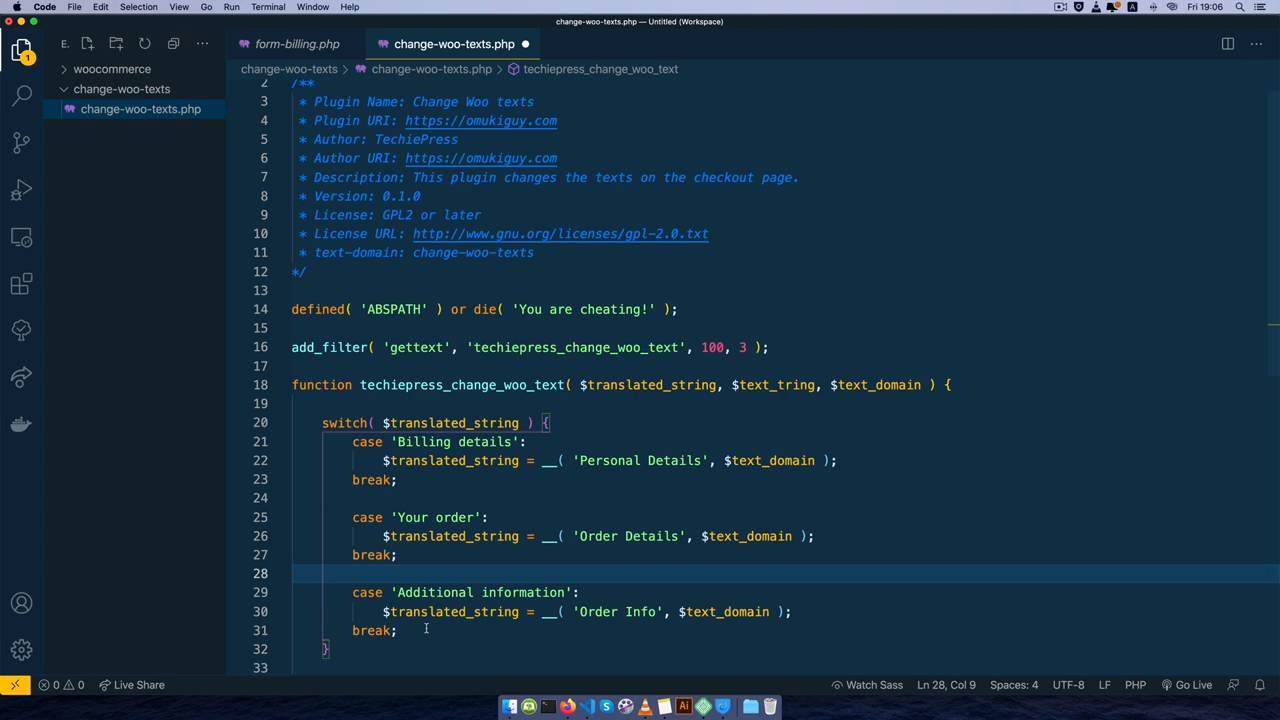 Code File Edit Selection View Go Run Terminal Window Help
A Fri 19:06
change-woo-texts.php — Untitled (Workspace)
1
E.
form-billing.php
change-woo-texts.php
woocommerce
change-woo-texts
change-woo-texts.php
change-woo-texts > change-woo-texts.php > techiepress_change_woo_text
2 /**
3 * Plugin Name: Change Woo texts
4 * Plugin URI: https://omukiguy.com
5 * Author: TechiePress
6 * Author URI: https://omukiguy.com
7 * Description: This plugin changes the texts on the checkout page.
8 * Version: 0.1.0
9 * License: GPL2 or later
10 * License URL: http://www.gnu.org/licenses/gpl-2.0.txt
11 * text-domain: change-woo-texts
12 */
13
14 defined( 'ABSPATH' ) or die( 'You are cheating!' );
15
16 add_filter( 'gettext', 'techiepress_change_woo_text', 100, 3 );
17
18 function techiepress_change_woo_text( $translated_string, $text_tring, $text_domain ) {
19
20 switch( $translated_string ) {
21 case 'Billing details':
22 $translated_string = __( 'Personal Details', $text_domain );
23 break;
24
25 case 'Your order':
26 $translated_string = __( 'Order Details', $text_domain );
27 break;
28
29 case 'Additional information':
30 $translated_string = __( 'Order Info', $text_domain );
31 break;
32 }
33
0 0 Live Share
Watch Sass Ln 28, Col 9 Spaces: 4 UTF-8 LF PHP Go Live
Ai